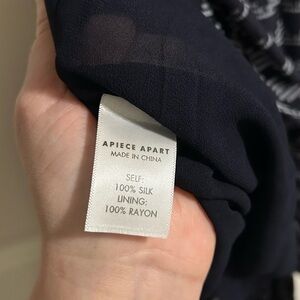 APIECE APART
MADE IN CHINA
SELF:
100% SILK
LINING:
100% RAYON